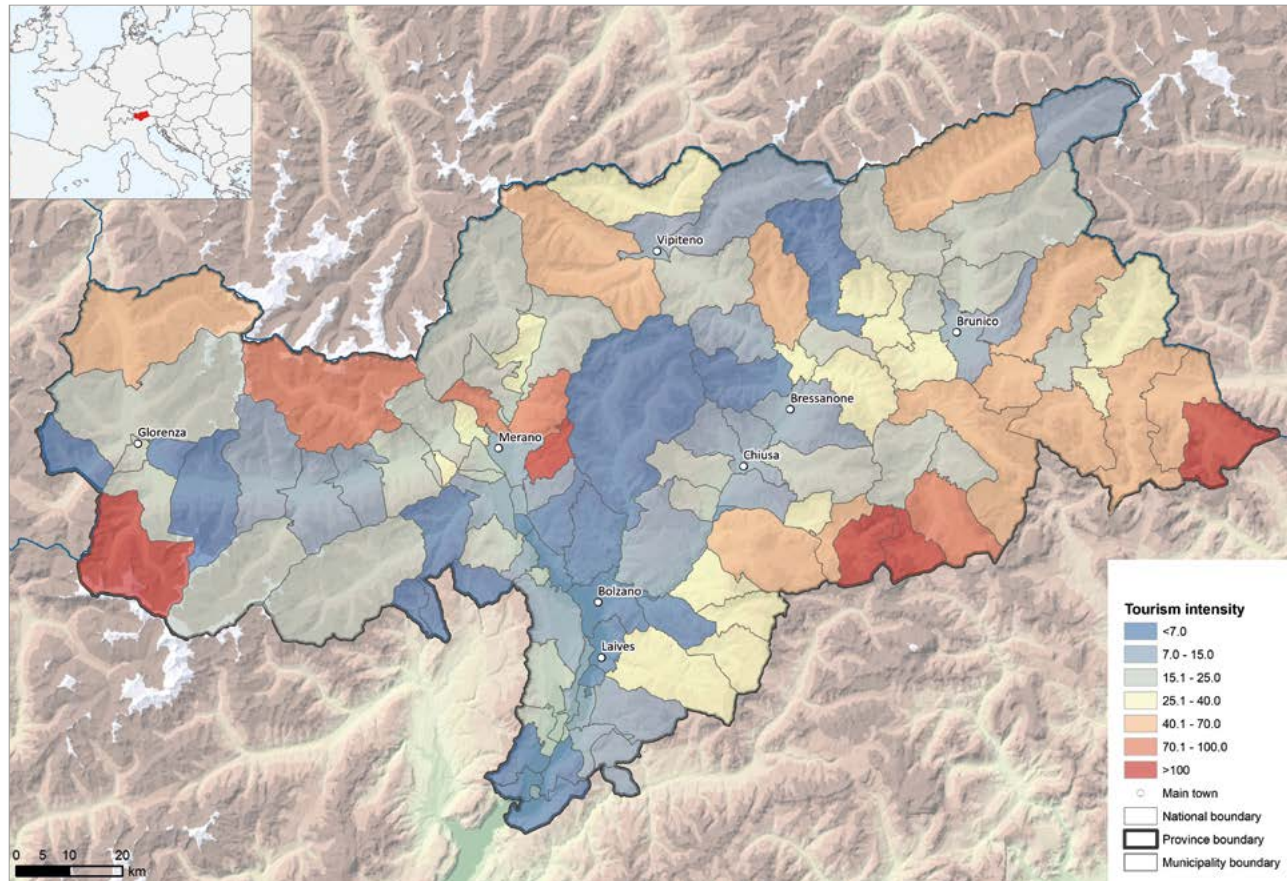 Vipiteno
Brunico
Bressanone
Glorenza
Merano
Chiusa
Bolzano
Laives
Tourism intensity
<7.0
7.0 - 15.0
15.1 - 25.0
25.1 - 40.0
40.1 - 70.0
70.1 - 100.0
>100
Main town
National boundary
Province boundary
Municipality boundary
0 5 10 20
km